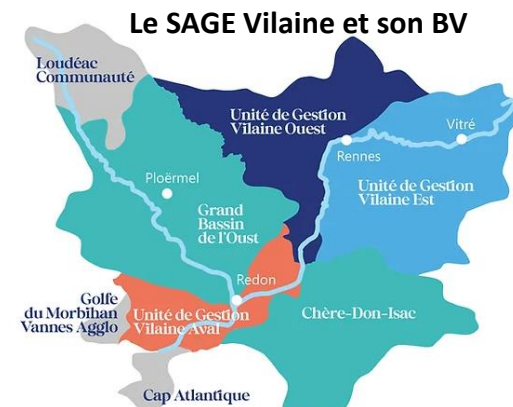 Le SAGE Vilaine et son BV
Loudéac
Communauté
Unité de Gestion
Vilaine Ouest
Vitré
Rennes
Ploërmel
Unité de Gestion
Vilaine Est
Grand
Bassin
de l'Oust
Redon
Golfe
du Morbihan
Vannes Agglo
Unité de Gestion
Vilaine Aval
Chère-Don-Isac
Cap Atlantique